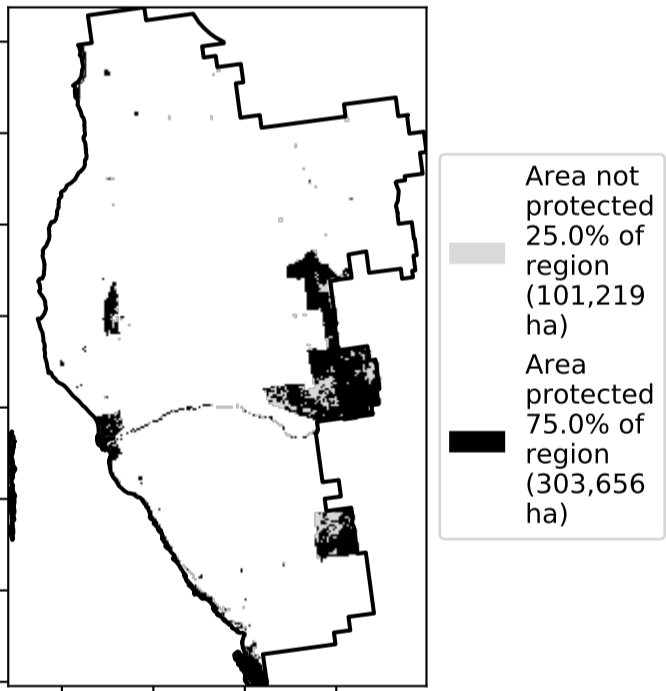 Area not
protected
25.0% of
region
(101,219
ha)
Area
protected
75.0% of
region
(303,656
ha)